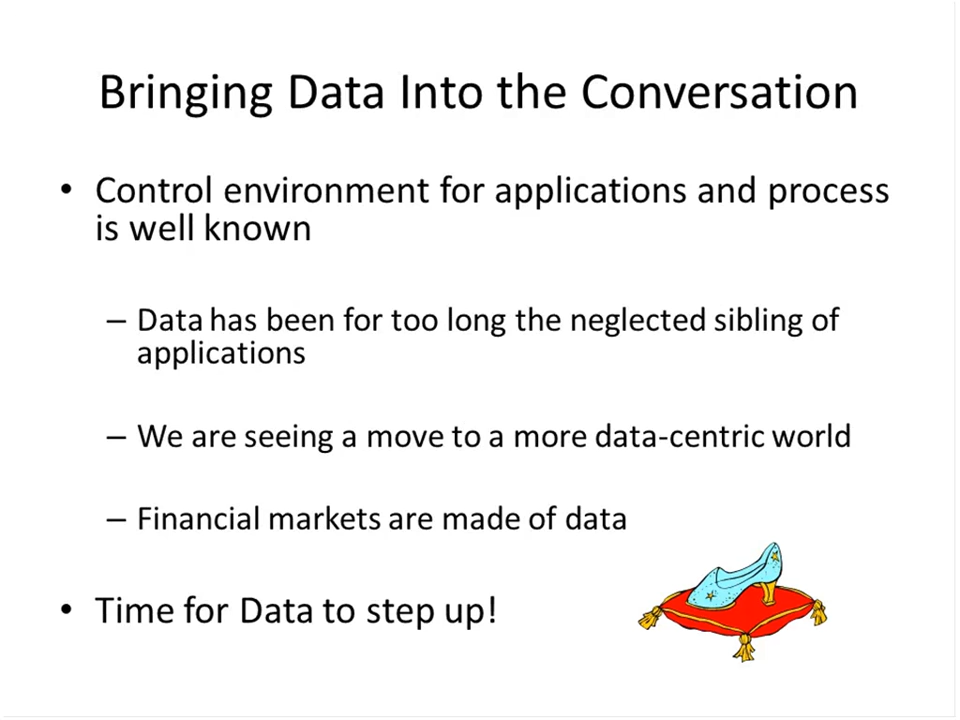 Bringing Data Into the Conversation
• Control environment for applications and process
is well known
– Data has been for too long the neglected sibling of
applications
– We are seeing a move to a more data-centric world
– Financial markets are made of data
• Time for Data to step up!